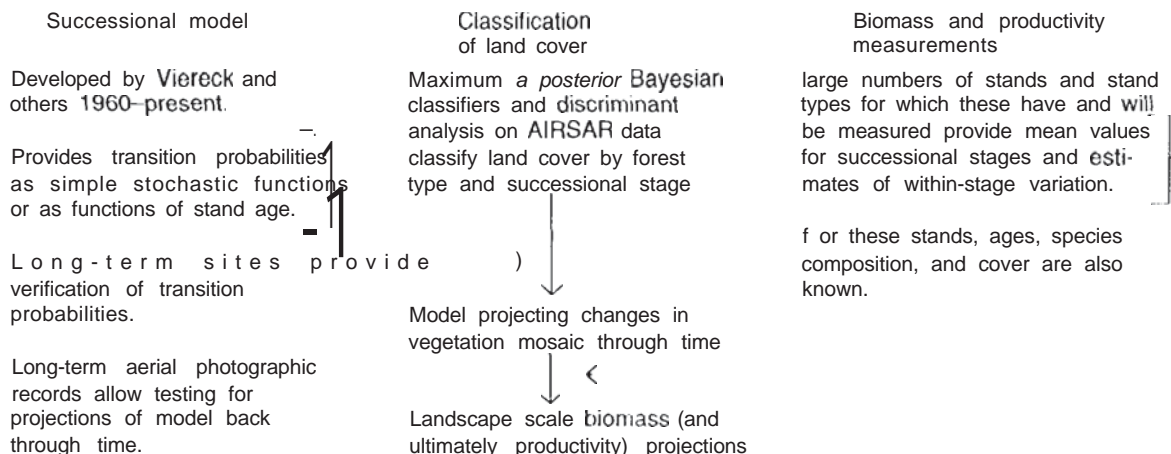 Successional model
Developed by Viereck and
others 1960–present.
Provides transition probabilities
as simple stochastic functions
or as functions of stand age.
Long-term sites provide
verification of transition
probabilities.
Long-term aerial photographic
records allow testing for
projections of model back
through time.
Classification
of land cover
Maximum a posterior Bayesian
classifiers and discriminant
analysis on AIRSAR data
classify land cover by forest
type and successional stage
Model projecting changes in
vegetation mosaic through time
Landscape scale biomass (and
ultimately productivity) projections
Biomass and productivity
measurements
large numbers of stands and stand
types for which these have and will
be measured provide mean values
for successional stages and esti-
mates of within-stage variation.
f or these stands, ages, species
composition, and cover are also
known.